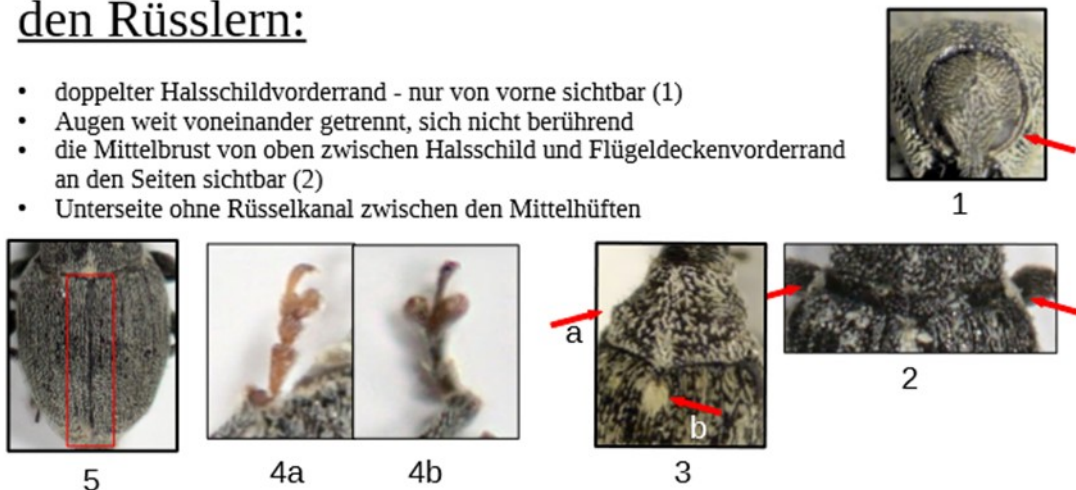 den Rüsslern:
• doppelter Halsschildvorderrand - nur von vorne sichtbar (1)
• Augen weit voneinander getrennt, sich nicht berührend
• die Mittelbrust von oben zwischen Halsschild und Flügeldeckenvorderrand
an den Seiten sichtbar (2)
• Unterseite ohne Rüsselkanal zwischen den Mittelhüften
1
a
b
2
5
4a
4b
3